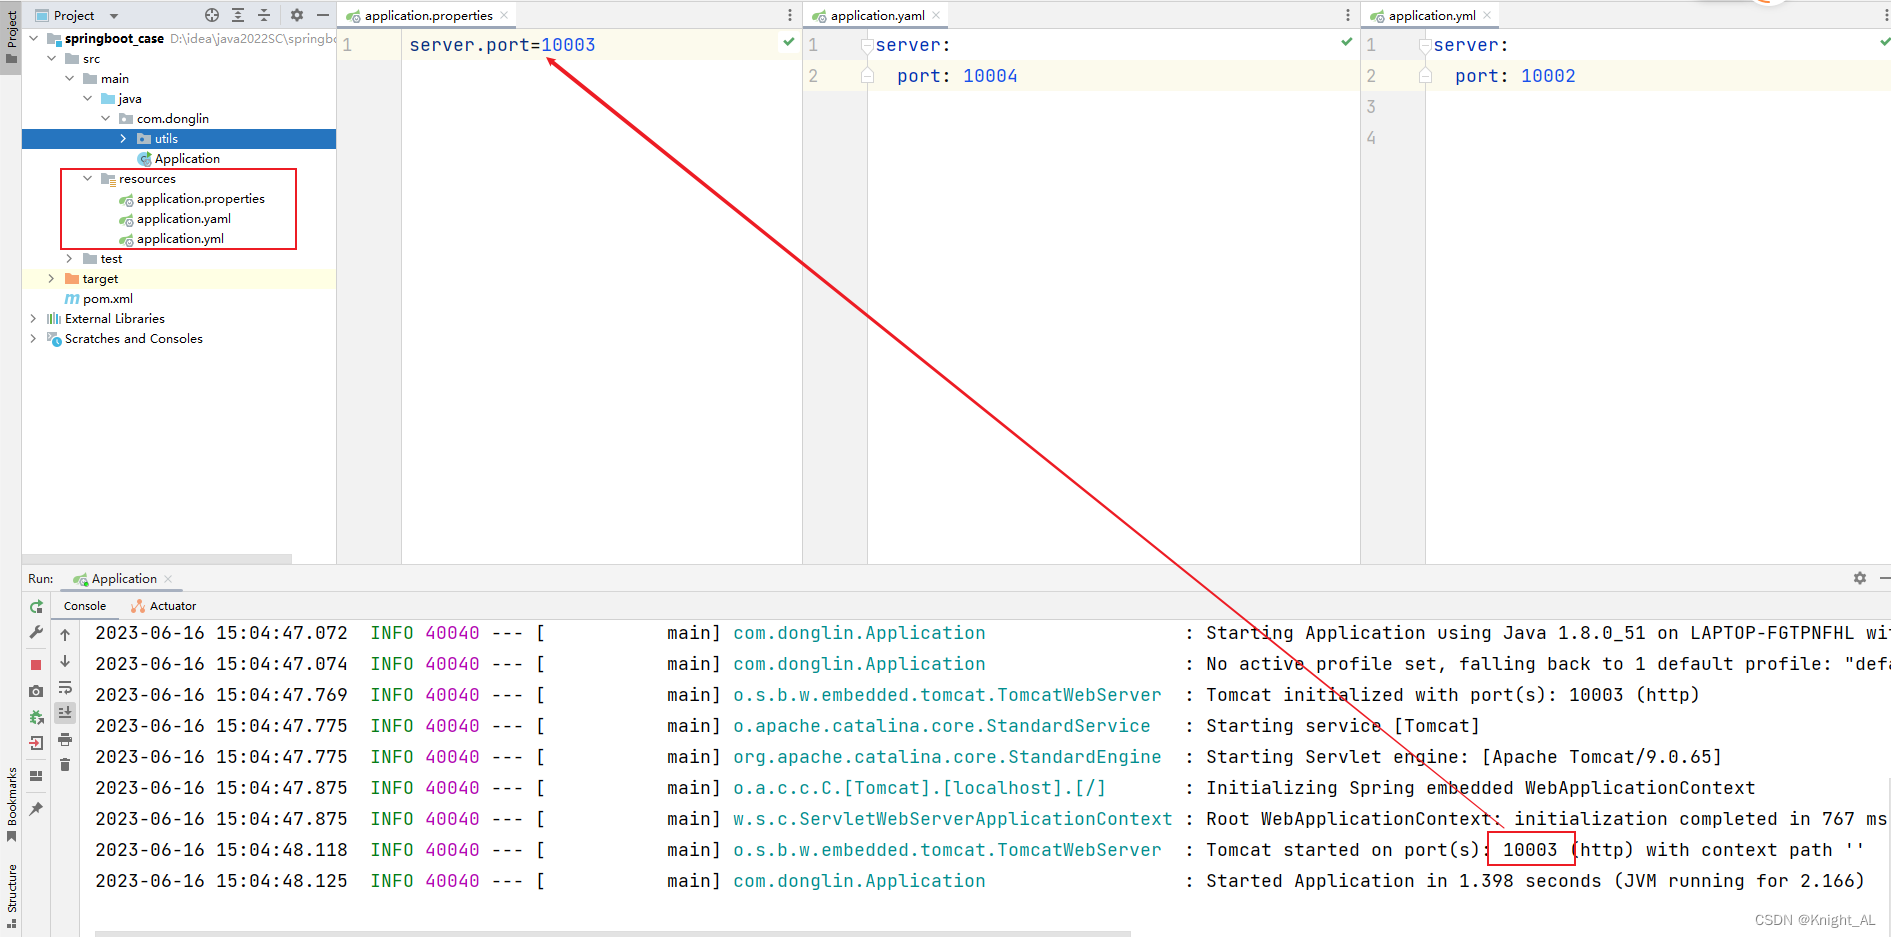 Project
Project
springboot_case D:\idea\java2022SC\springbo
src
main
java
com.donglin
utils
Application
resources
application.properties
application.yaml
application.yml
test
target
pom.xml
External Libraries
Scratches and Consoles
application.properties
1 server.port=10003
application.yaml
1 server:
2 port: 10004
application.yml
1 server:
2 port: 10002
3
4
Run: Application
Console Actuator
2023-06-16 15:04:47.072 INFO 40040 --- [ main] com.donglin.Application : Starting Application using Java 1.8.0_51 on LAPTOP-FGTPNFHL wit
2023-06-16 15:04:47.074 INFO 40040 --- [ main] com.donglin.Application : No active profile set, falling back to 1 default profile: "defa
2023-06-16 15:04:47.769 INFO 40040 --- [ main] o.s.b.w.embedded.tomcat.TomcatWebServer : Tomcat initialized with port(s): 10003 (http)
2023-06-16 15:04:47.775 INFO 40040 --- [ main] o.apache.catalina.core.StandardService : Starting service [Tomcat]
2023-06-16 15:04:47.775 INFO 40040 --- [ main] org.apache.catalina.core.StandardEngine : Starting Servlet engine: [Apache Tomcat/9.0.65]
2023-06-16 15:04:47.875 INFO 40040 --- [ main] o.a.c.c.C.[Tomcat].[localhost].[/] : Initializing Spring embedded WebApplicationContext
2023-06-16 15:04:47.875 INFO 40040 --- [ main] w.s.c.ServletWebServerApplicationContext : Root WebApplicationContext: initialization completed in 767 ms
2023-06-16 15:04:48.118 INFO 40040 --- [ main] o.s.b.w.embedded.tomcat.TomcatWebServer : Tomcat started on port(s): 10003 (http) with context path ''
2023-06-16 15:04:48.125 INFO 40040 --- [ main] com.donglin.Application : Started Application in 1.398 seconds (JVM running for 2.166)
Bookmarks
Structure
CSDN @Knight_AL